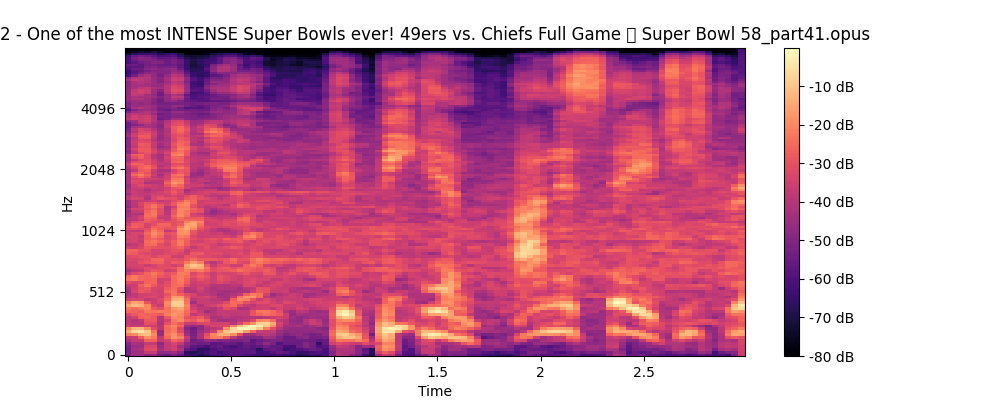 2 - One of the most INTENSE Super Bowls ever! 49ers vs. Chiefs Full Game  Super Bowl 58_part41.opus
4096
2048
1024
512
0
Hz
0
0.5
1
1.5
2
2.5
Time
-10 dB
-20 dB
-30 dB
-40 dB
-50 dB
-60 dB
-70 dB
-80 dB